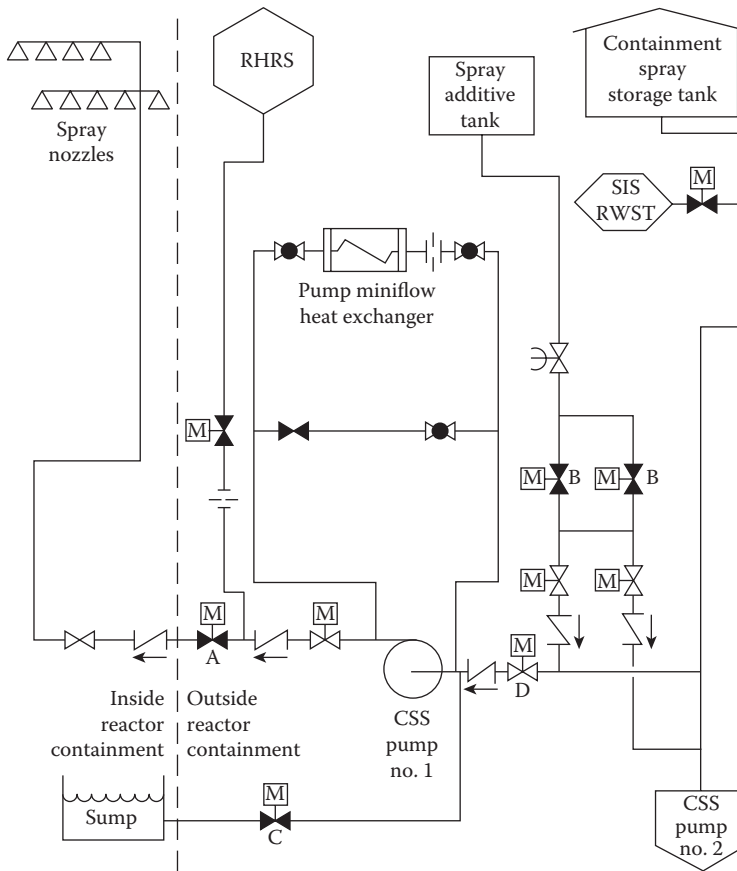 RHRS
Spray
additive
tank
Containment
spray
storage tank
Spray
nozzles
M
SIS
RWST
Pump miniflow
heat exchanger
M
M
B
M
B
M
M
M
A
M
M
D
Inside
reactor
containment
Outside
reactor
containment
CSS
pump
no. 1
M
C
Sump
CSS
pump
no. 2